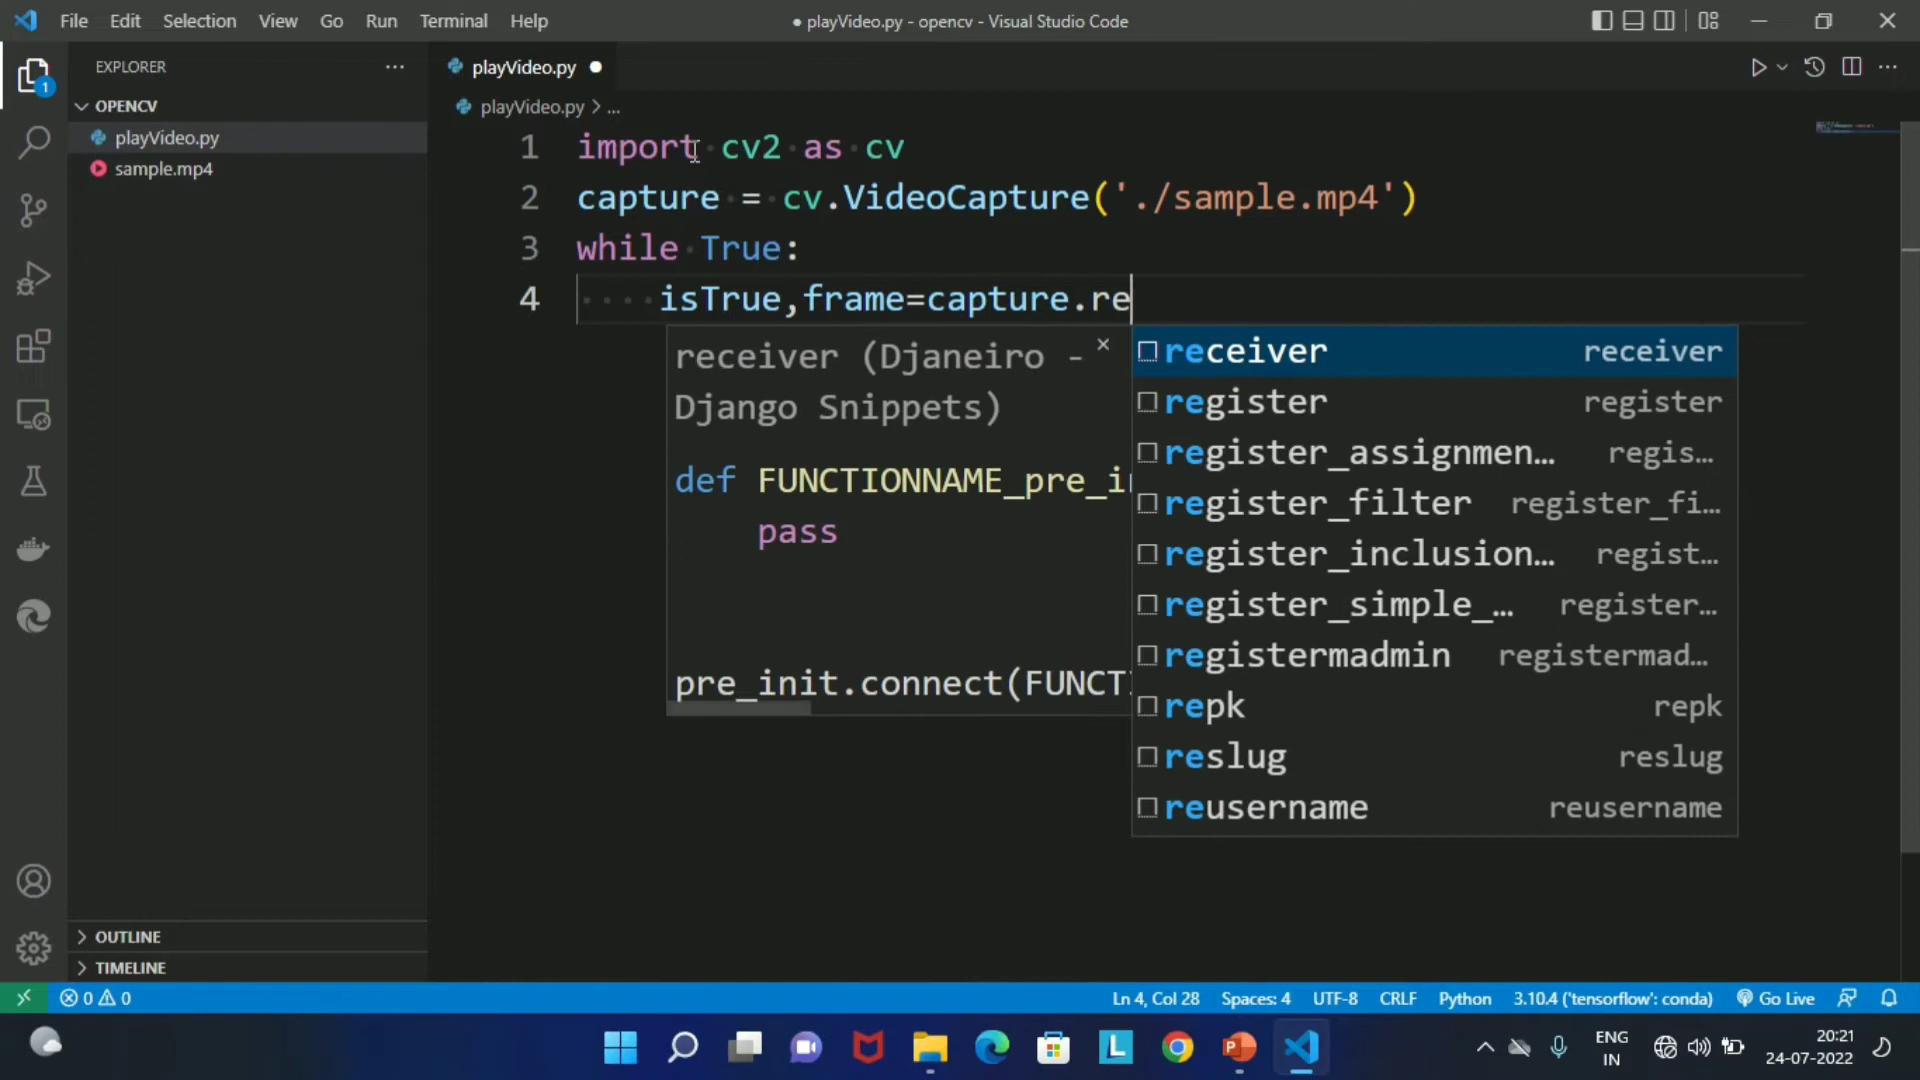 File Edit Selection View Go Run Terminal Help
● playVideo.py - opencv - Visual Studio Code
EXPLORER
1
OPENCV
playVideo.py
sample.mp4
OUTLINE
TIMELINE
playVideo.py ●
playVideo.py > ...
1 import cv2 as cv
2 capture = cv.VideoCapture('./sample.mp4')
3 while True:
4 isTrue,frame=capture.re
receiver (Djaneiro -
Django Snippets)
def FUNCTIONNAME_pre_i
pass
pre_init.connect(FUNCT
receiver receiver
register register
register_assignmen… regis…
register_filter register_fi…
register_inclusion… regist…
register_simple_… register…
registermadmin registermad…
repk repk
reslug reslug
reusername reusername
0 0
Ln 4, Col 28 Spaces: 4 UTF-8 CRLF Python 3.10.4 ('tensorflow': conda) Go Live
L
P
ENG
IN
20:21
24-07-2022